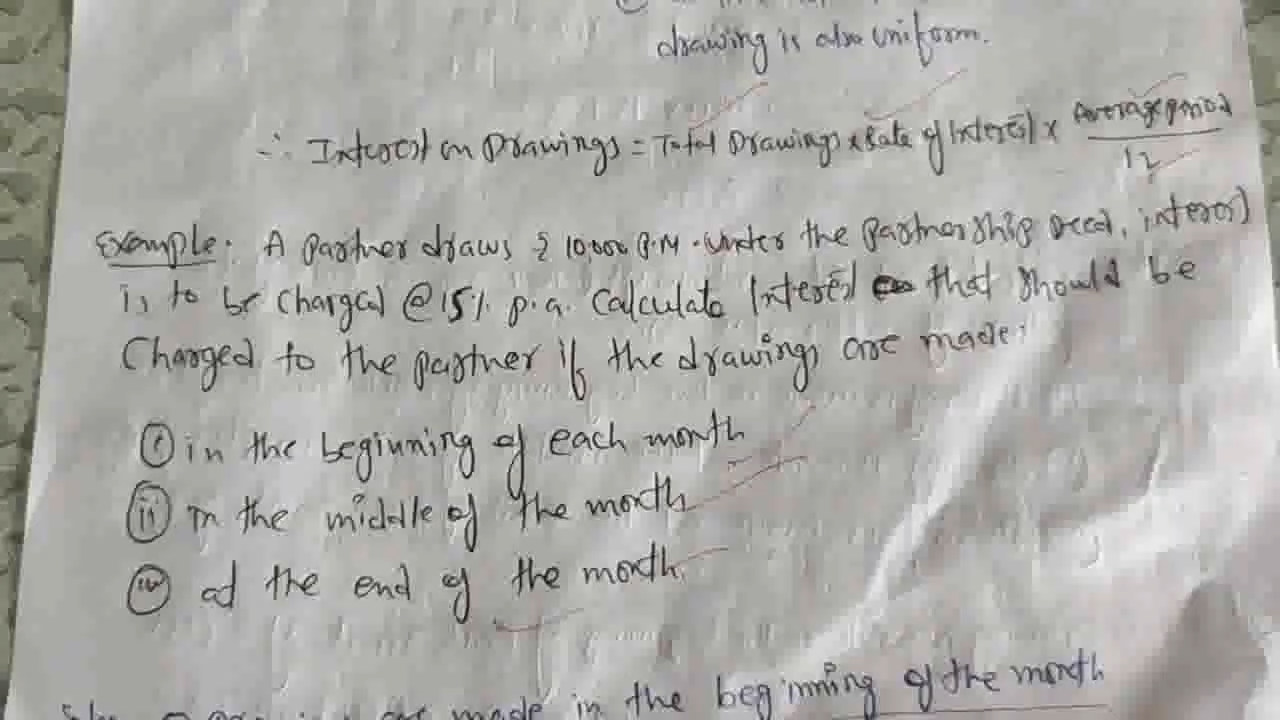 drawing is also uniform.
∴ Interest on Drawings = Total Drawings x Rate of Interest x Average period
12
Example: A partner draws ₹ 10,000 P.M. Under the partnership deed, interest
is to be charged @ 15% p.a. Calculate Interest that should be
Charged to the partner if the drawings are made:
(i) in the beginning of each month
(ii) in the middle of the month
(iii) at the end of the month
are made in the beginning of the month